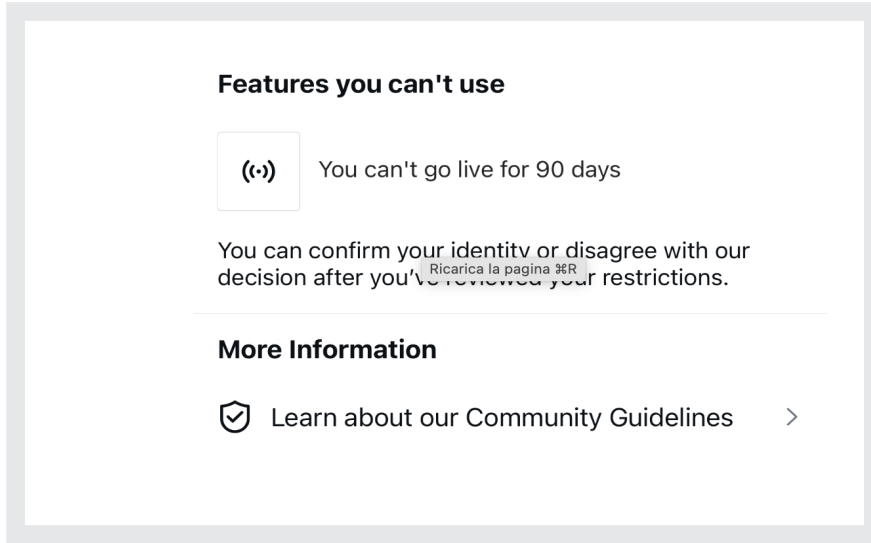 Features you can't use
You can't go live for 90 days
You can confirm your identity or disagree with our
Ricarica la pagina ⌘R
decision after you’ve reviewed your restrictions.
More Information
Learn about our Community Guidelines